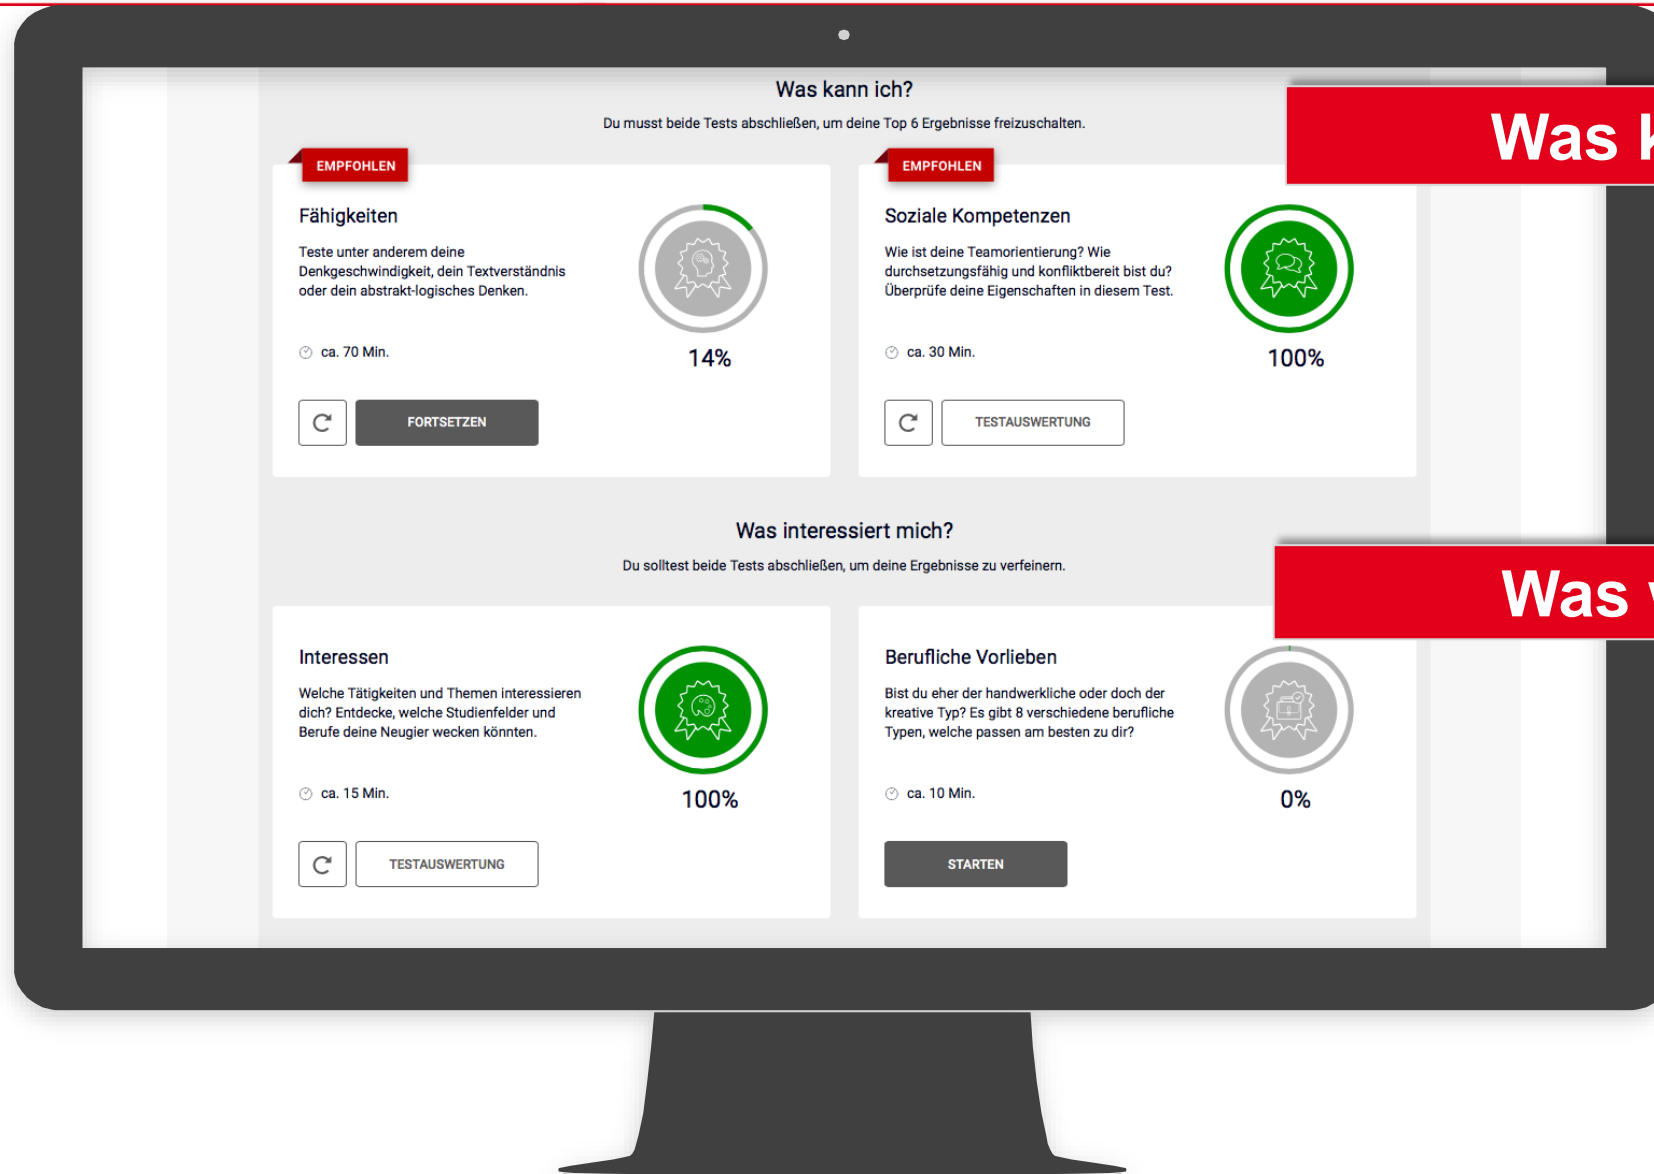 Was kann ich?
Du musst beide Tests abschließen, um deine Top 6 Ergebnisse freizuschalten.
Was
EMPFOHLEN
Fähigkeiten
Teste unter anderem deine
Denkgeschwindigkeit, dein Textverständnis
oder dein abstrakt-logisches Denken.
ca. 70 Min.
14%
FORTSETZEN
EMPFOHLEN
Soziale Kompetenzen
Wie ist deine Teamorientierung? Wie
durchsetzungsfähig und konfliktbereit bist du?
Überprüfe deine Eigenschaften in diesem Test.
ca. 30 Min.
100%
TESTAUSWERTUNG
Was interessiert mich?
Du solltest beide Tests abschließen, um deine Ergebnisse zu verfeinern.
Was
Interessen
Welche Tätigkeiten und Themen interessieren
dich? Entdecke, welche Studienfelder und
Berufe deine Neugier wecken könnten.
ca. 15 Min.
100%
TESTAUSWERTUNG
Berufliche Vorlieben
Bist du eher der handwerkliche oder doch der
kreative Typ? Es gibt 8 verschiedene berufliche
Typen, welche passen am besten zu dir?
ca. 10 Min.
0%
STARTEN